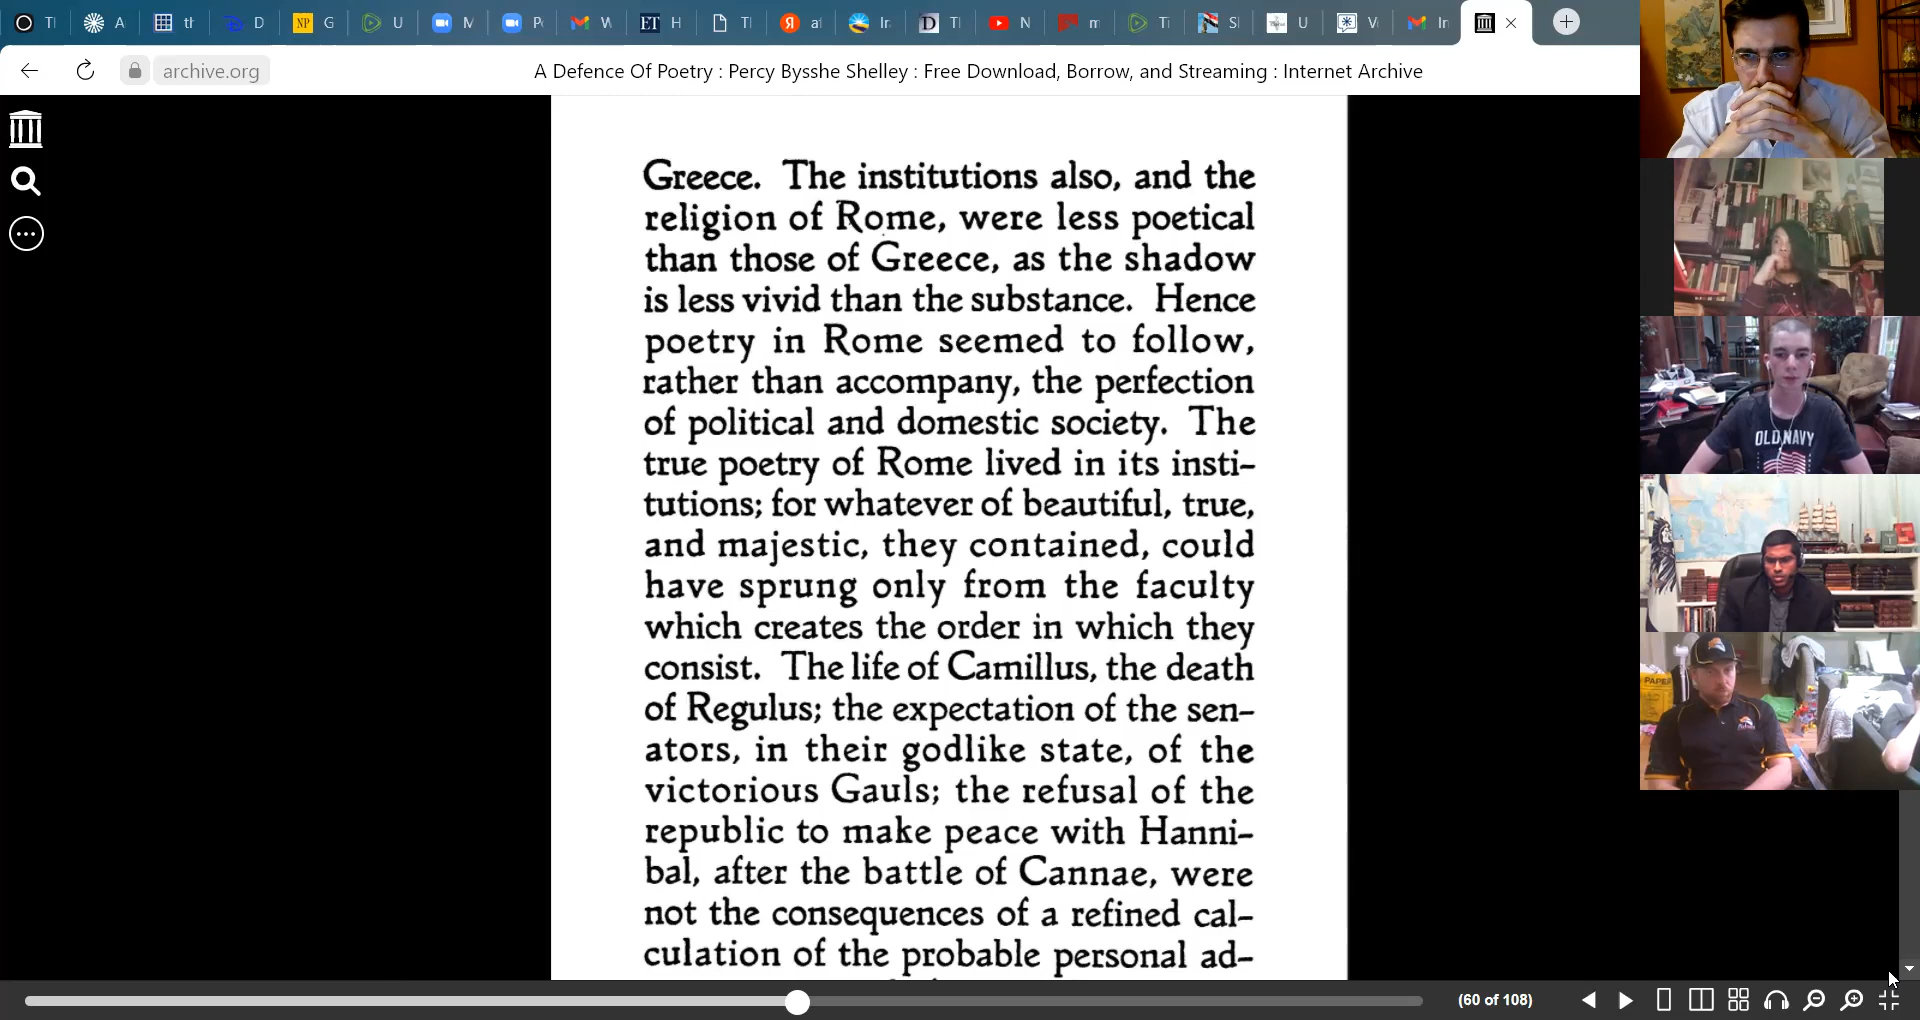 T
A
th
D
XP G
U
M
P
W
ET H
T
Я a
In
D T
N
m
T
S
U
V
In
archive.org
A Defence Of Poetry : Percy Bysshe Shelley : Free Download, Borrow, and Streaming : Internet Archive
Greece. The institutions also, and the
religion of Rome, were less poetical
than those of Greece, as the shadow
is less vivid than the substance. Hence
poetry in Rome seemed to follow,
rather than accompany, the perfection
of political and domestic society. The
true poetry of Rome lived in its insti-
tutions; for whatever of beautiful, true,
and majestic, they contained, could
have sprung only from the faculty
which creates the order in which they
consist. The life of Camillus, the death
of Regulus; the expectation of the sen-
ators, in their godlike state, of the
victorious Gauls; the refusal of the
republic to make peace with Hanni-
bal, after the battle of Cannae, were
not the consequences of a refined cal-
culation of the probable personal ad-
(60 of 108)
OLD NAVY
PAPER